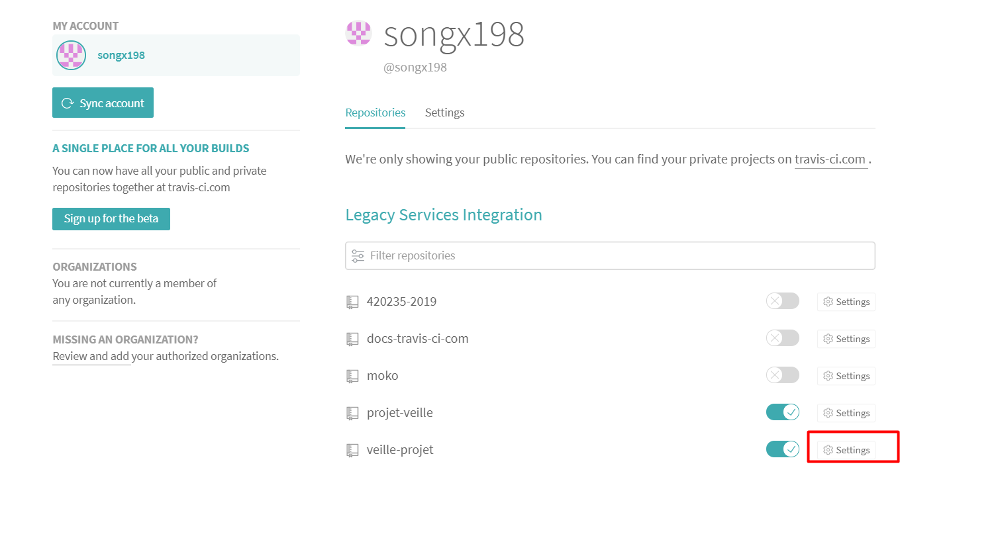 MY ACCOUNT
songx198
Sync account
A SINGLE PLACE FOR ALL YOUR BUILDS
You can now have all your public and private
repositories together at travis-ci.com
Sign up for the beta
ORGANIZATIONS
You are not currently a member of
any organization.
MISSING AN ORGANIZATION?
Review and add your authorized organizations.
songx198
@songx198
Repositories Settings
We're only showing your public repositories. You can find your private projects on travis-ci.com .
Legacy Services Integration
Filter repositories
420235-2019 Settings
docs-travis-ci-com Settings
moko Settings
projet-veille Settings
veille-projet Settings